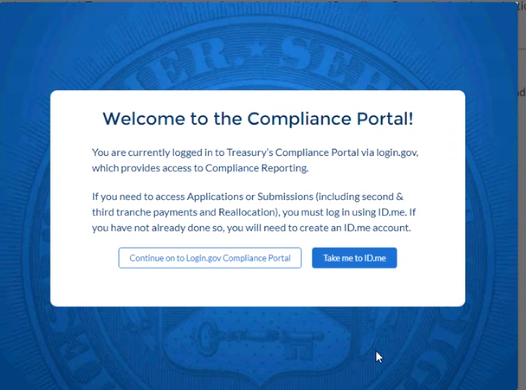 Welcome to the Compliance Portal!
You are currently logged in to Treasury's Compliance Portal via login.gov,
which provides access to Compliance Reporting.
If you need to access Applications or Submissions (including second &
third tranche payments and Reallocation), you must log in using ID.me. If
you have not already done so, you will need to create an ID.me account.
Continue on to Login.gov Compliance Portal
Take me to ID.me